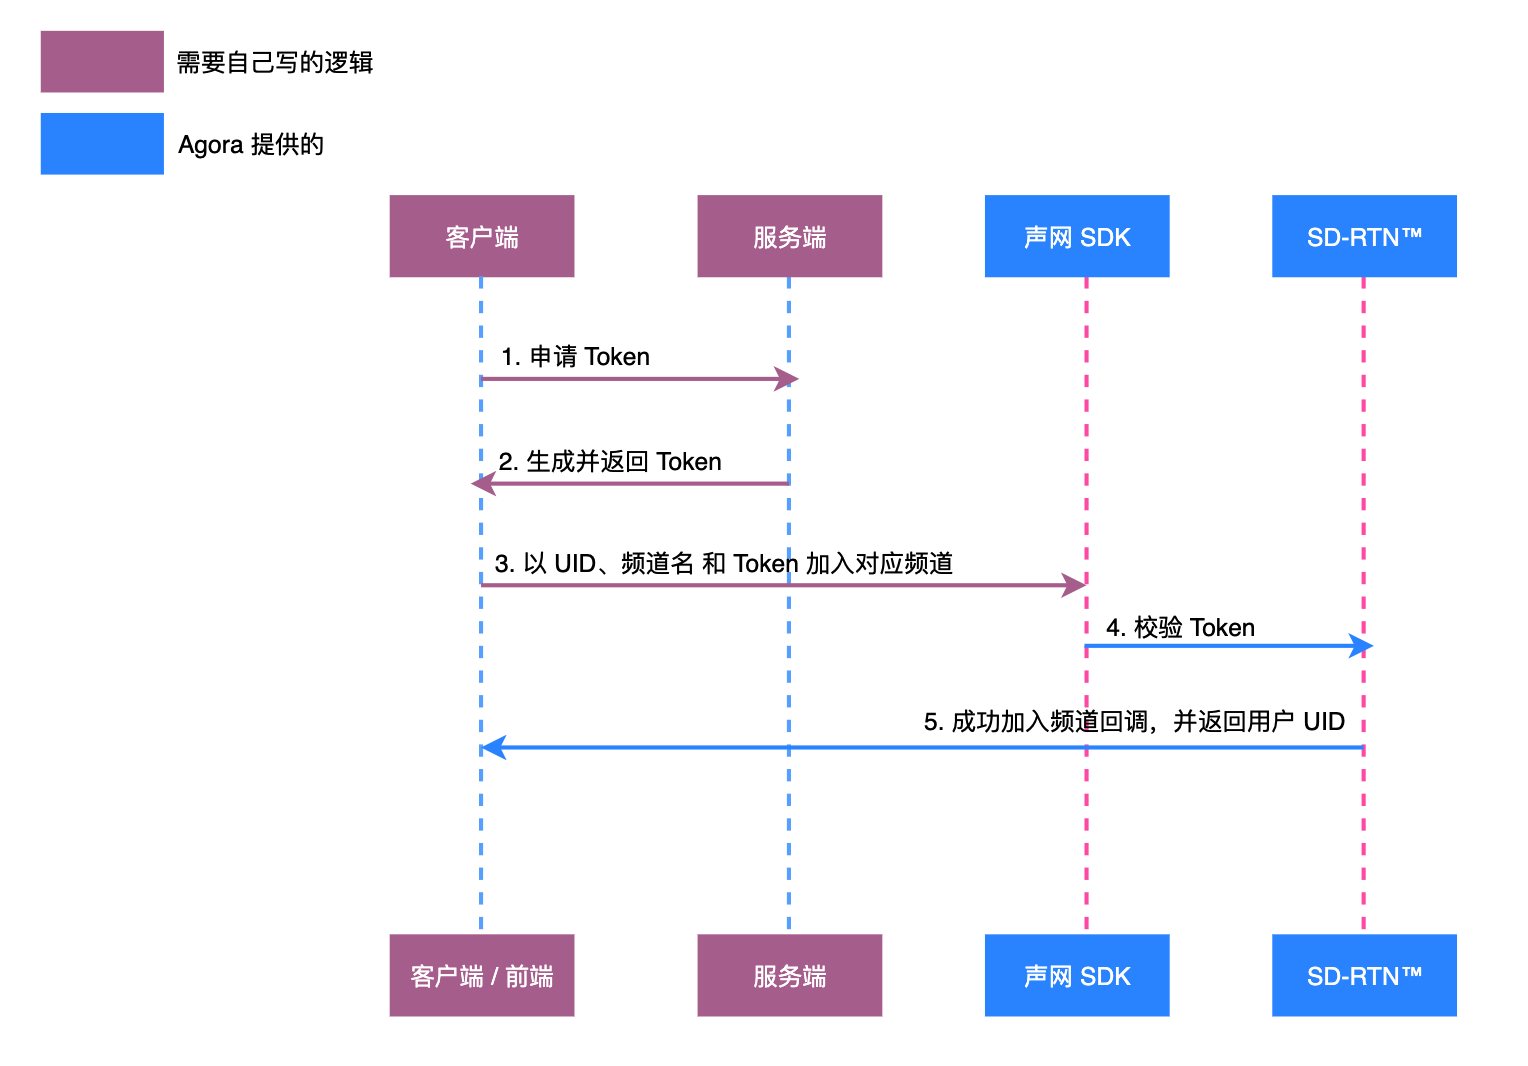 需要自己写的逻辑
Agora 提供的
客户端
服务端
声网 SDK
SD-RTN™
1. 申请 Token
2. 生成并返回 Token
3. 以 UID、频道名 和 Token 加入对应频道
4. 校验 Token
5. 成功加入频道回调，并返回用户 UID
客户端 / 前端
服务端
声网 SDK
SD-RTN™